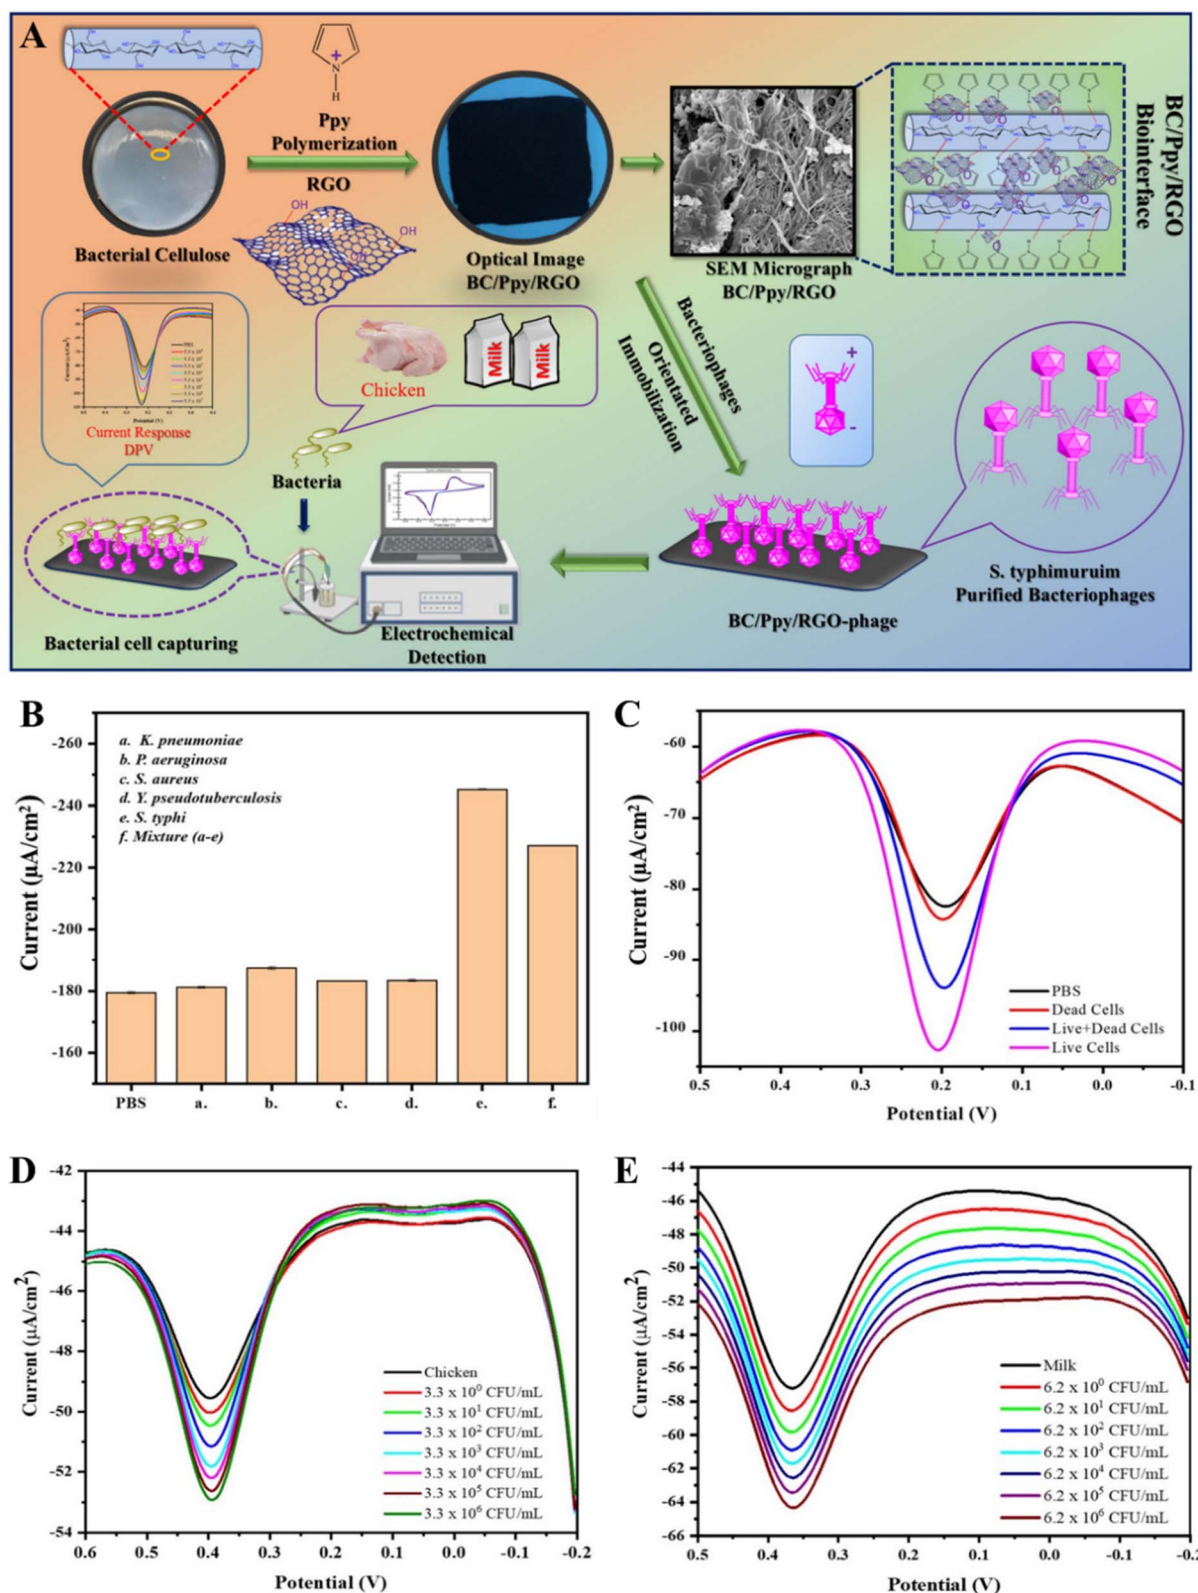 A
Ppy
Polymerization
RGO
OH
OH
Bacterial Cellulose
Optical Image
BC/Ppy/RGO
SEM Micrograph
BC/Ppy/RGO
BC/Ppy/RGO
Biointerface
Current Response
DPV
Potential (V)
PBS
Chicken
Milk
Milk
Bacteria
Bacteriophages
Orientated
Immobilization
+
-
S. typhimuruim
Purified Bacteriophages
BC/Ppy/RGO-phage
Electrochemical
Detection
Bacterial cell capturing
B
Current (µA/cm²)
-260
-240
-220
-200
-180
-160
a. K. pneumoniae
b. P. aeruginosa
c. S. aureus
d. Y. pseudotuberculosis
e. S. typhi
f. Mixture (a-e)
PBS a. b. c. d. e. f.
C
Current (µA/cm²)
-60
-70
-80
-90
-100
PBS
Dead Cells
Live+Dead Cells
Live Cells
0.5 0.4 0.3 0.2 0.1 0.0 -0.1
Potential (V)
D
Current (µA/cm²)
-42
-44
-46
-48
-50
-52
-54
Chicken
3.3 x 10⁰ CFU/mL
3.3 x 10¹ CFU/mL
3.3 x 10² CFU/mL
3.3 x 10³ CFU/mL
3.3 x 10⁴ CFU/mL
3.3 x 10⁵ CFU/mL
3.3 x 10⁶ CFU/mL
0.6 0.5 0.4 0.3 0.2 0.1 0.0 -0.1 -0.2
Potential (V)
E
Current (µA/cm²)
-44
-46
-48
-50
-52
-54
-56
-58
-60
-62
-64
-66
Milk
6.2 x 10⁰ CFU/mL
6.2 x 10¹ CFU/mL
6.2 x 10² CFU/mL
6.2 x 10³ CFU/mL
6.2 x 10⁴ CFU/mL
6.2 x 10⁵ CFU/mL
6.2 x 10⁶ CFU/mL
0.5 0.4 0.3 0.2 0.1 0.0 -0.1 -0.2
Potential (V)